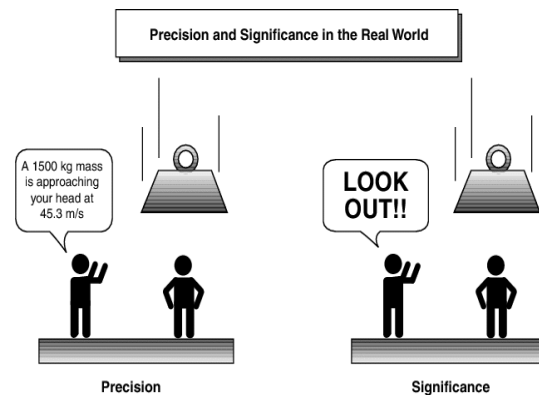 Precision and Significance in the Real World
A 1500 kg mass
is approaching
your head at
45.3 m/s
LOOK
OUT!!
Precision
Significance